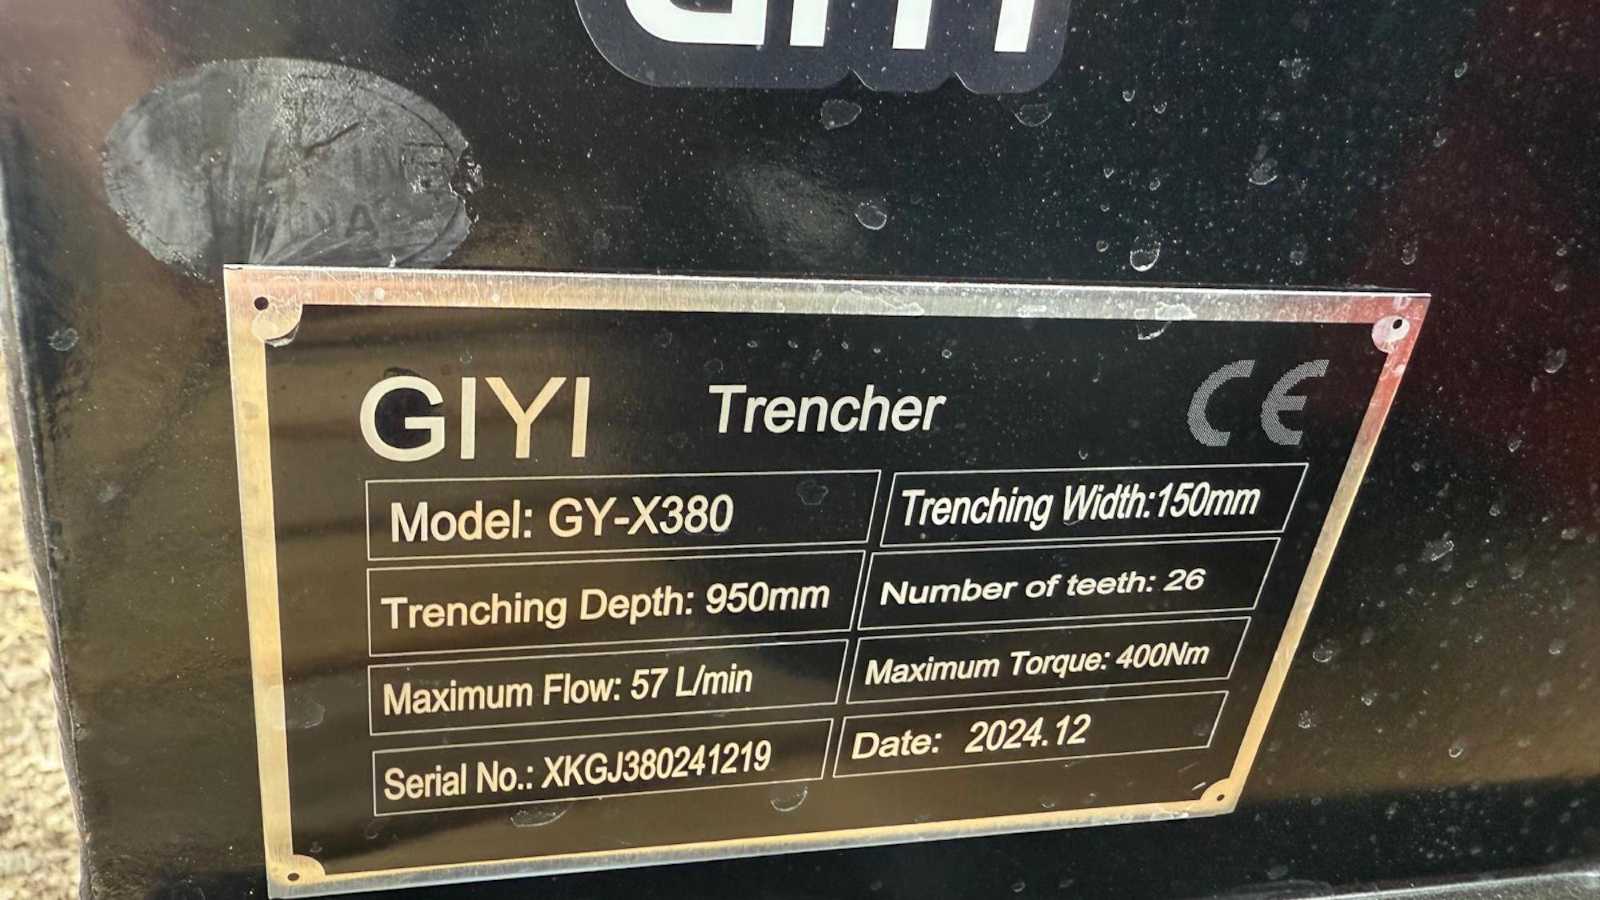 GIYI
GIYI Trencher CE
Model: GY-X380
Trenching Width:150mm
Trenching Depth: 950mm
Number of teeth: 26
Maximum Flow: 57 L/min
Maximum Torque: 400Nm
Serial No.: XKGJ380241219
Date: 2024.12